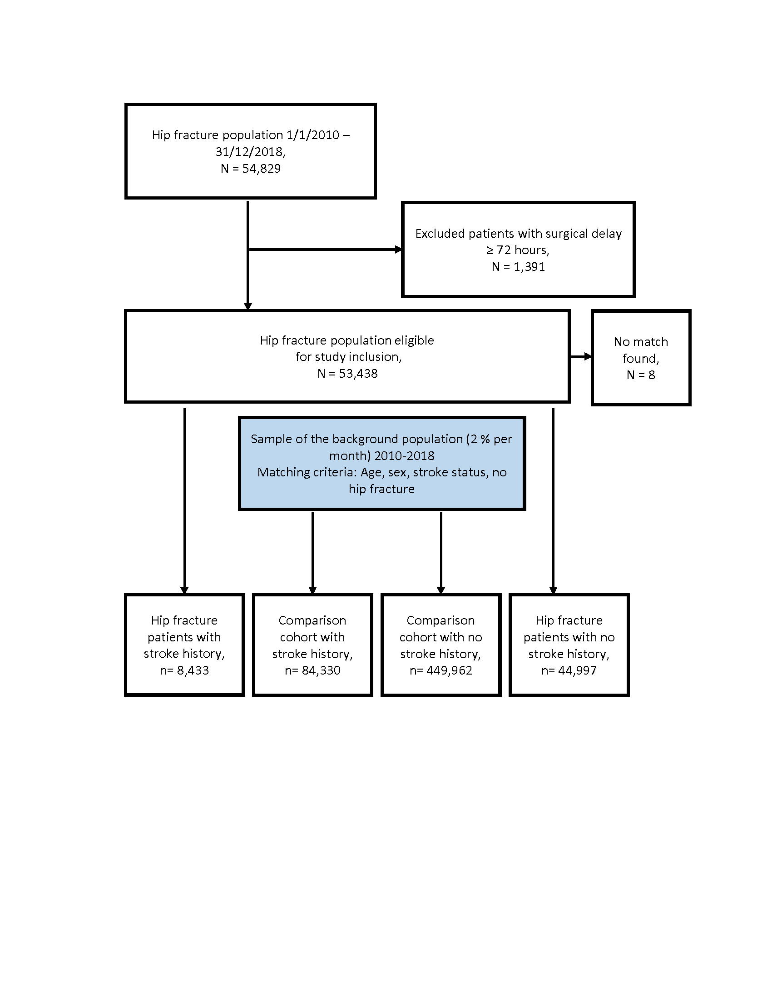 Hip fracture population 1/1/2010 –
31/12/2018,
N = 54,829
Excluded patients with surgical delay
≥ 72 hours,
N = 1,391
Hip fracture population eligible
for study inclusion,
N = 53,438
No match
found,
N = 8
Sample of the background population (2 % per
month) 2010-2018
Matching criteria: Age, sex, stroke status, no
hip fracture
Hip fracture
patients with
stroke history,
n= 8,433
Comparison
cohort with
stroke history,
n= 84,330
Comparison
cohort with no
stroke history,
n= 449,962
Hip fracture
patients with no
stroke history,
n= 44,997